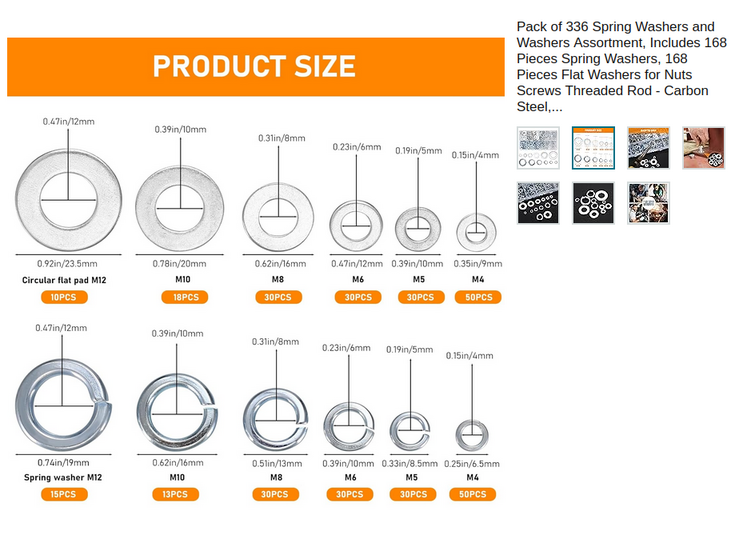 PRODUCT SIZE
0.47in/12mm
0.39in/10mm
0.31in/8mm
0.23in/6mm
0.19in/5mm
0.15in/4mm
0.92in/23.5mm
0.78in/20mm
0.62in/16mm
0.47in/12mm
0.39in/10mm
0.35in/9mm
Circular flat pad M12
M10
M8
M6
M5
M4
10PCS
18PCS
30PCS
30PCS
30PCS
50PCS
0.47in/12mm
0.39in/10mm
0.31in/8mm
0.23in/6mm
0.19in/5mm
0.15in/4mm
0.74in/19mm
0.62in/16mm
0.51in/13mm
0.39in/10mm
0.33in/8.5mm
0.25in/6.5mm
Spring washer M12
M10
M8
M6
M5
M4
15PCS
13PCS
30PCS
30PCS
30PCS
50PCS
Pack of 336 Spring Washers and
Washers Assortment, Includes 168
Pieces Spring Washers, 168
Pieces Flat Washers for Nuts
Screws Threaded Rod - Carbon
Steel,...